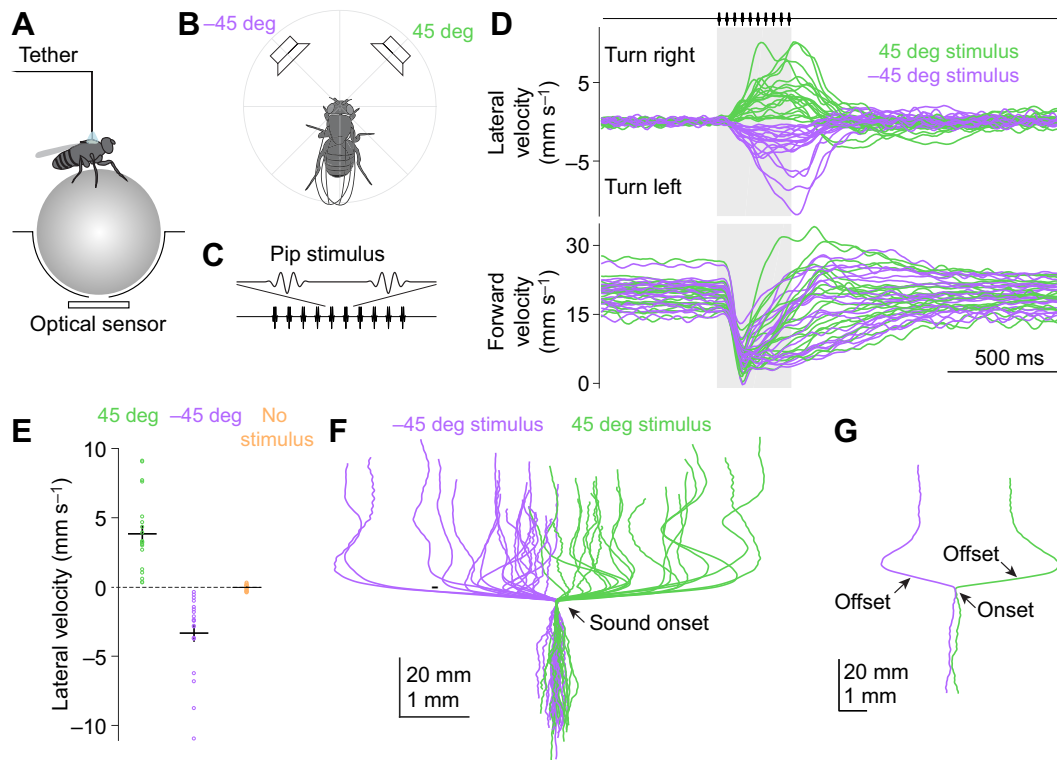 A
Tether
Optical sensor
B
–45 deg
45 deg
C
Pip stimulus
D
Turn right
Turn left
45 deg stimulus
–45 deg stimulus
Lateral
velocity
(mm s–1)
5
–5
Forward
velocity
(mm s–1)
30
15
0
500 ms
E
45 deg
–45 deg
No
stimulus
Lateral velocity (mm s–1)
10
5
0
–5
–10
F
–45 deg stimulus
45 deg stimulus
Sound onset
20 mm
1 mm
G
Offset
Offset
Onset
20 mm
1 mm